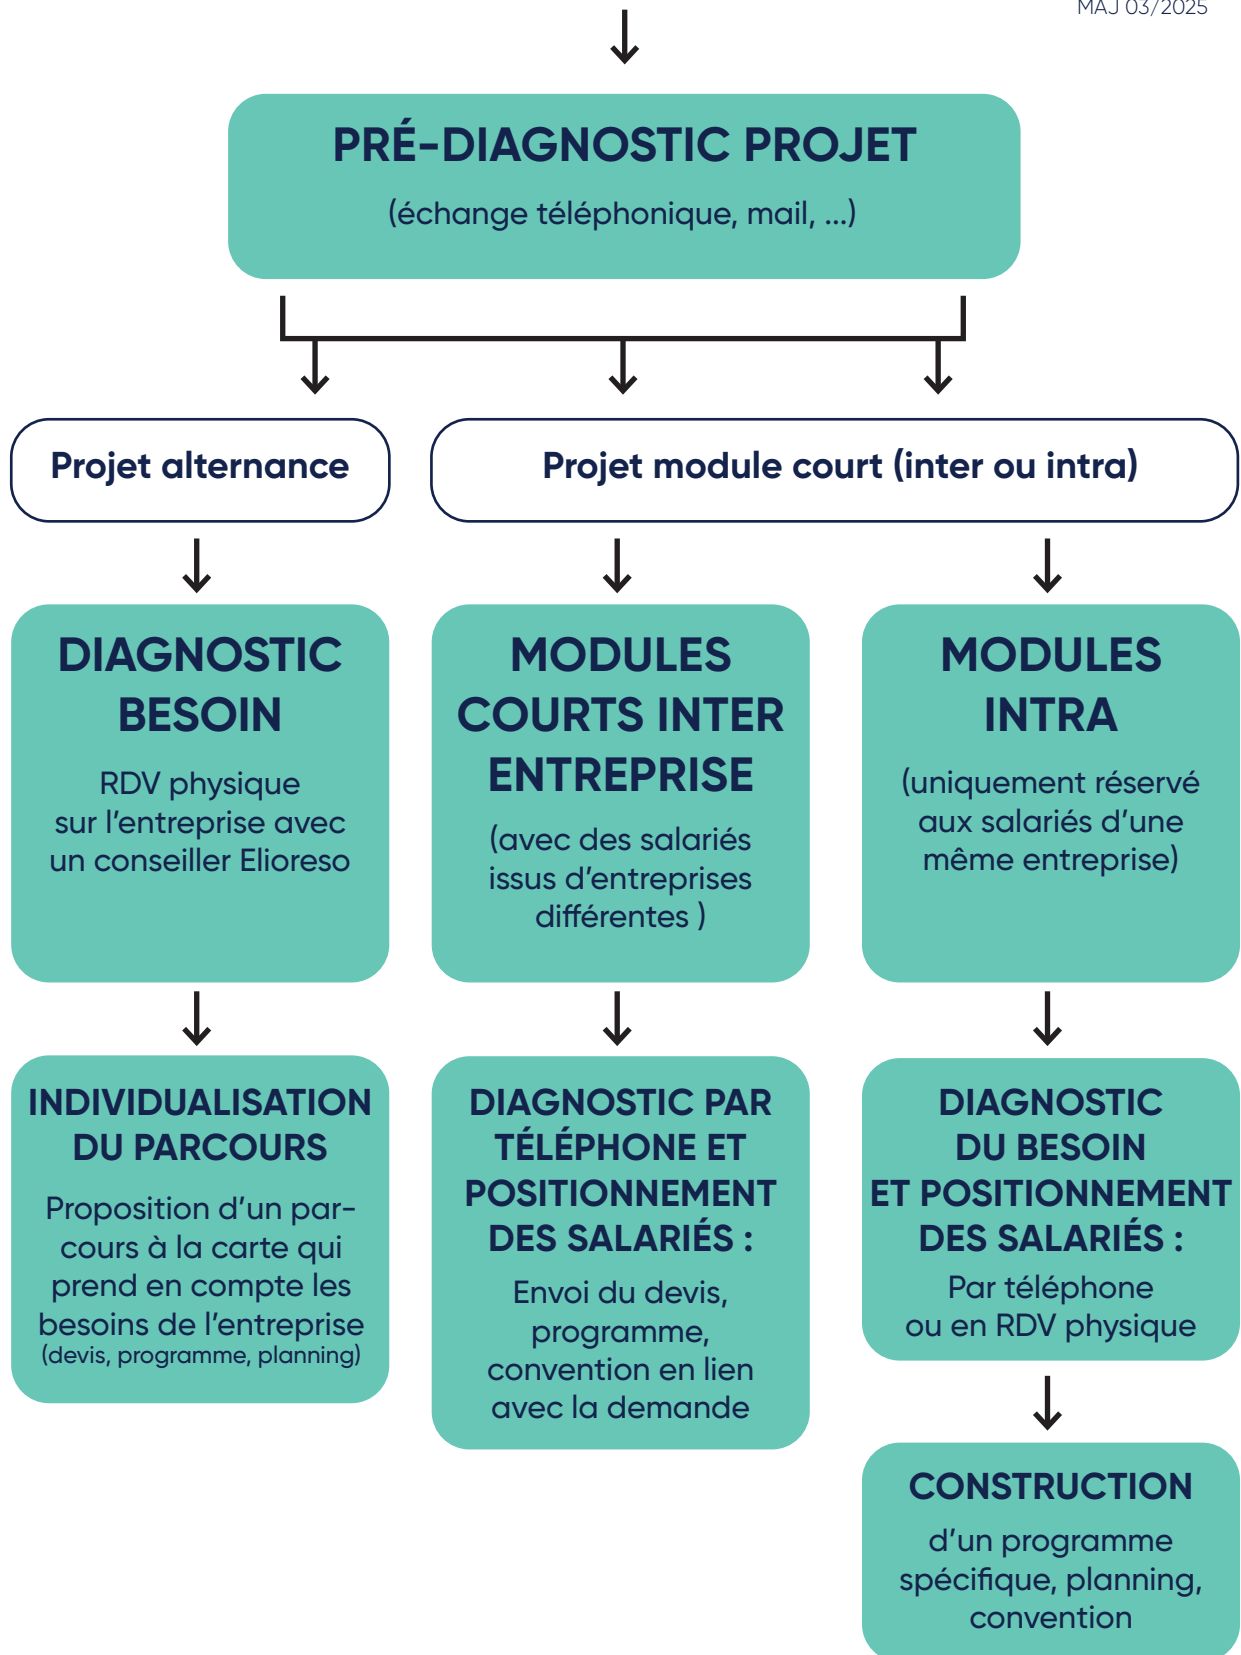 MAJ 03/2025
PRÉ-DIAGNOSTIC PROJET
(échange téléphonique, mail, ...)
Projet alternance
Projet module court (inter ou intra)
DIAGNOSTIC
BESOIN
RDV physique
sur l'entreprise avec
un conseiller Elioreso
MODULES
COURTS INTER
ENTREPRISE
(avec des salariés
issus d'entreprises
différentes )
MODULES
INTRA
(uniquement réservé
aux salariés d'une
même entreprise)
INDIVIDUALISATION
DU PARCOURS
Proposition d'un par-
cours à la carte qui
prend en compte les
besoins de l'entreprise
(devis, programme, planning)
DIAGNOSTIC PAR
TÉLÉPHONE ET
POSITIONNEMENT
DES SALARIÉS :
Envoi du devis,
programme,
convention en lien
avec la demande
DIAGNOSTIC
DU BESOIN
ET POSITIONNEMENT
DES SALARIÉS :
Par téléphone
ou en RDV physique
CONSTRUCTION
d'un programme
spécifique, planning,
convention